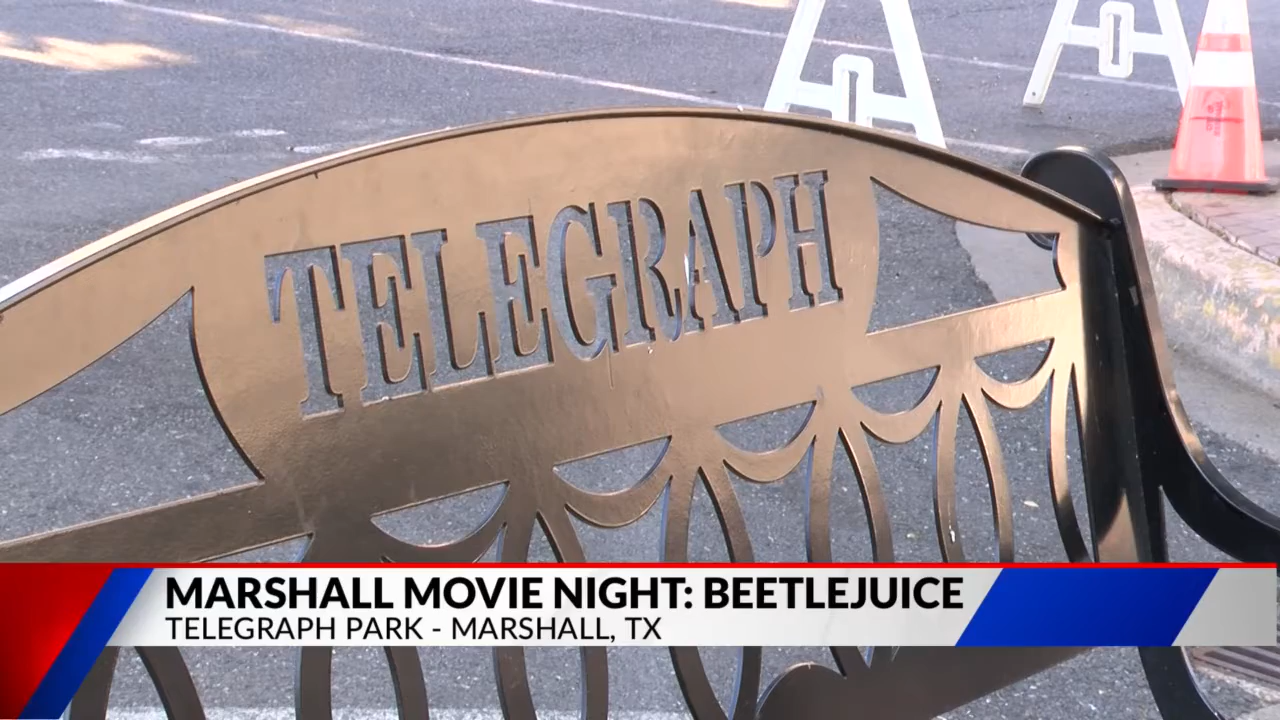 TELEGRAPH
MARSHALL MOVIE NIGHT: BEETLEJUICE
TELEGRAPH PARK - MARSHALL, TX